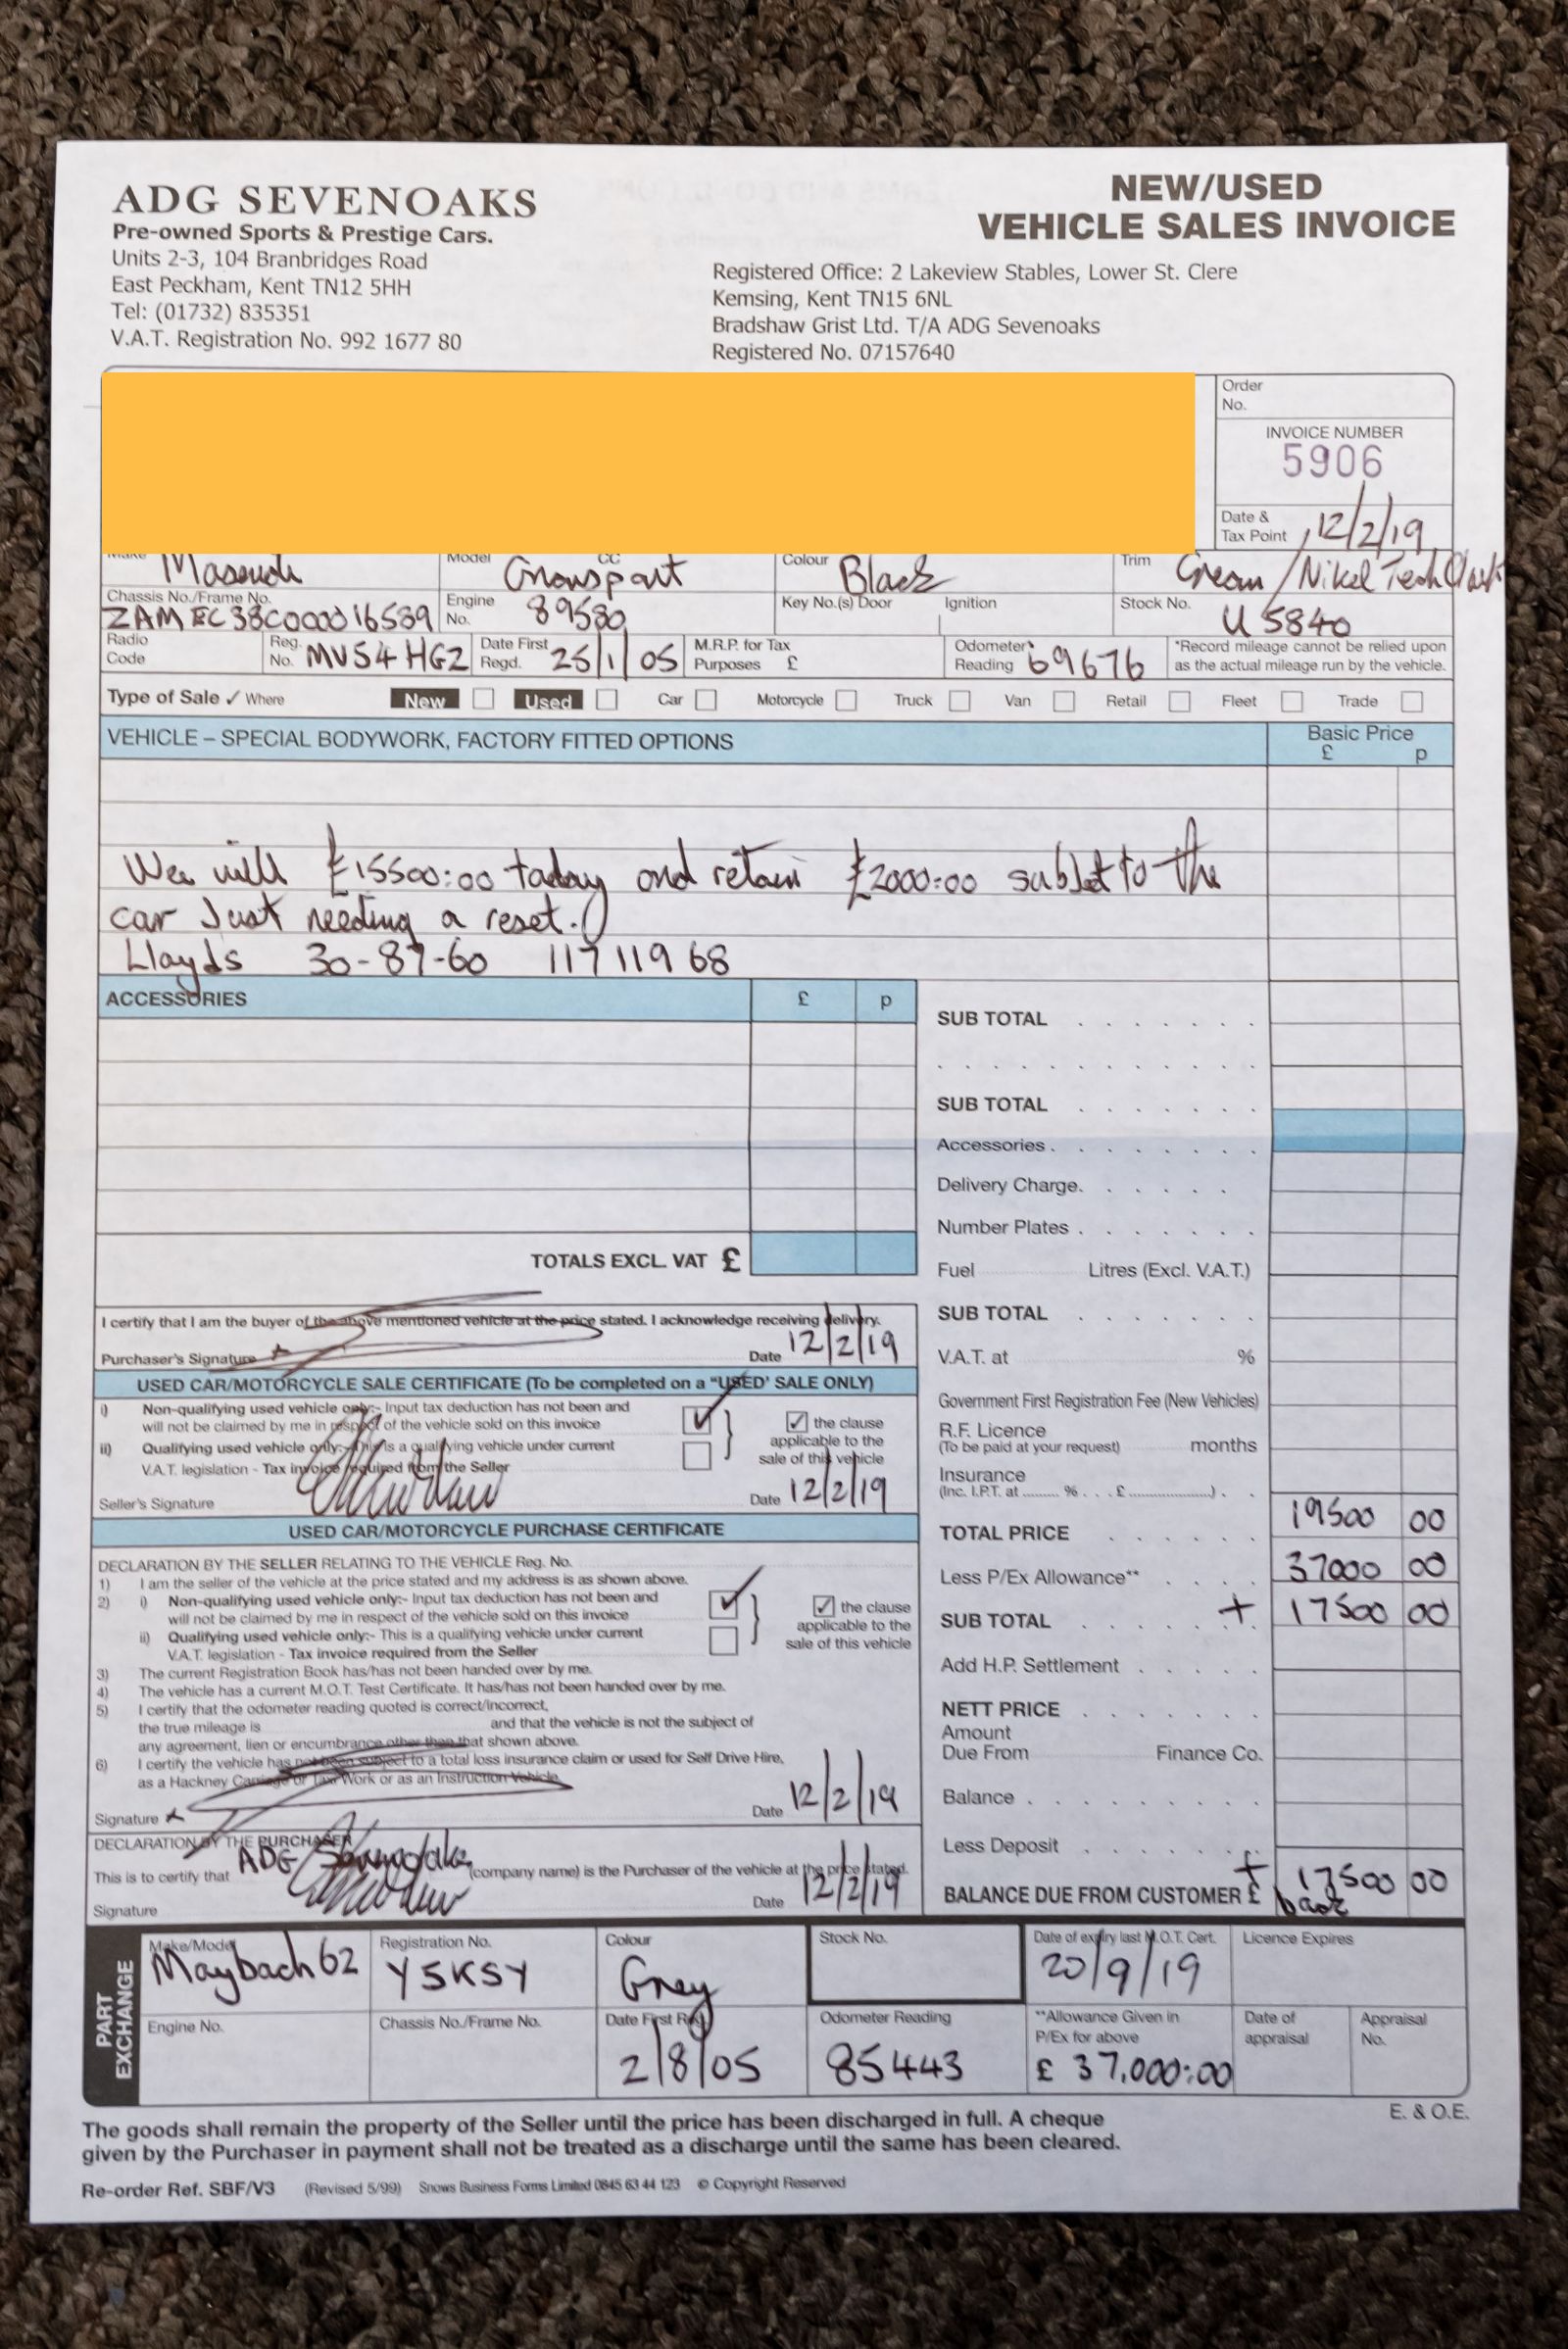 ADG SEVENOAKS
Pre-owned Sports & Prestige Cars.
Units 2-3, 104 Branbridges Road
East Peckham, Kent TN12 5HH
Tel: (01732) 835351
V.A.T. Registration No. 992 1677 80
NEW/USED
VEHICLE SALES INVOICE
Registered Office: 2 Lakeview Stables, Lower St. Clere
Kemsing, Kent TN15 6NL
Bradshaw Grist Ltd. T/A ADG Sevenoaks
Registered No. 07157640
Order
No.
INVOICE NUMBER
5906
Date &
Tax Point 12/2/19
Make Model CC Colour Black Trim Cream / Nikel Tech
Chassis No./Frame No. ZAMEC38C000016589 Engine No. 89580 Key No.(s) Door Ignition Stock No. U 5840
Radio Code Reg. No. MV54 HGZ Date First Regd. 25/1/05 M.R.P. for Tax Purposes £ Odometer* Reading 69676 *Record mileage cannot be relied upon
as the actual mileage run by the vehicle.
Type of Sale ✓ Where New Used Car Motorcycle Truck Van Retail Fleet Trade
VEHICLE – SPECIAL BODYWORK, FACTORY FITTED OPTIONS Basic Price
£ p
We will £15500:00 today and retain £2000:00 to the
car Just needing a reset.
Lloyds 30-87-60 11711968
ACCESSORIES £ p
TOTALS EXCL. VAT £
SUB TOTAL
SUB TOTAL
Accessories
Delivery Charge
Number Plates
Fuel Litres (Excl. V.A.T.)
SUB TOTAL
V.A.T. at %
Government First Registration Fee (New Vehicles)
R.F. Licence
(To be paid at your request) months
Insurance
(Inc. I.P.T. at % £ )
TOTAL PRICE 19500 00
Less P/Ex Allowance** 37000 00
SUB TOTAL + 17500 00
Add H.P. Settlement
NETT PRICE
Amount
Due From Finance Co.
Balance
Less Deposit
BALANCE DUE FROM CUSTOMER £ + 17500 00
back
I certify that I am the buyer of the above mentioned vehicle at the price stated. I acknowledge receiving delivery.
Purchaser's Signature x Date 12/2/19
USED CAR/MOTORCYCLE SALE CERTIFICATE (To be completed on a "USED' SALE ONLY)
i) Non-qualifying used vehicle only:- Input tax deduction has not been and
will not be claimed by me in respect of the vehicle sold on this invoice
ii) Qualifying used vehicle only:- This is a qualifying vehicle under current
V.A.T. legislation - Tax invoice required from the Seller
✓ the clause
applicable to the
sale of this vehicle
Seller's Signature Date 12/2/19
USED CAR/MOTORCYCLE PURCHASE CERTIFICATE
DECLARATION BY THE SELLER RELATING TO THE VEHICLE Reg. No.
1) I am the seller of the vehicle at the price stated and my address is as shown above.
2) i) Non-qualifying used vehicle only:- Input tax deduction has not been and
will not be claimed by me in respect of the vehicle sold on this invoice
ii) Qualifying used vehicle only:- This is a qualifying vehicle under current
V.A.T. legislation - Tax invoice required from the Seller
✓ the clause
applicable to the
sale of this vehicle
3) The current Registration Book has/has not been handed over by me.
4) The vehicle has a current M.O.T. Test Certificate. It has/has not been handed over by me.
5) I certify that the odometer reading quoted is correct/incorrect,
the true mileage is and that the vehicle is not the subject of
any agreement, lien or encumbrance other than that shown above.
6) I certify the vehicle has not been subject to a total loss insurance claim or used for Self Drive Hire,
as a Hackney Carriage or Taxi Work or as an Instruction Vehicle.
Signature x Date 12/2/19
DECLARATION BY THE PURCHASER
This is to certify that ADG Sevenoaks (company name) is the Purchaser of the vehicle at the price stated.
Signature Date 12/2/19
PART EXCHANGE
Make/Model Maybach 62 Registration No. Y5KSY Colour Grey Stock No. Date of expiry last M.O.T. Cert. 20/9/19 Licence Expires
Engine No. Chassis No./Frame No. Date First Reg 2/8/05 Odometer Reading 85443 **Allowance Given in P/Ex for above £ 37,000:00 Date of appraisal Appraisal No.
E. & O.E.
The goods shall remain the property of the Seller until the price has been discharged in full. A cheque
given by the Purchaser in payment shall not be treated as a discharge until the same has been cleared.
Re-order Ref. SBF/V3 (Revised 5/99) Snows Business Forms Limited 0845 63 44 123 © Copyright Reserved